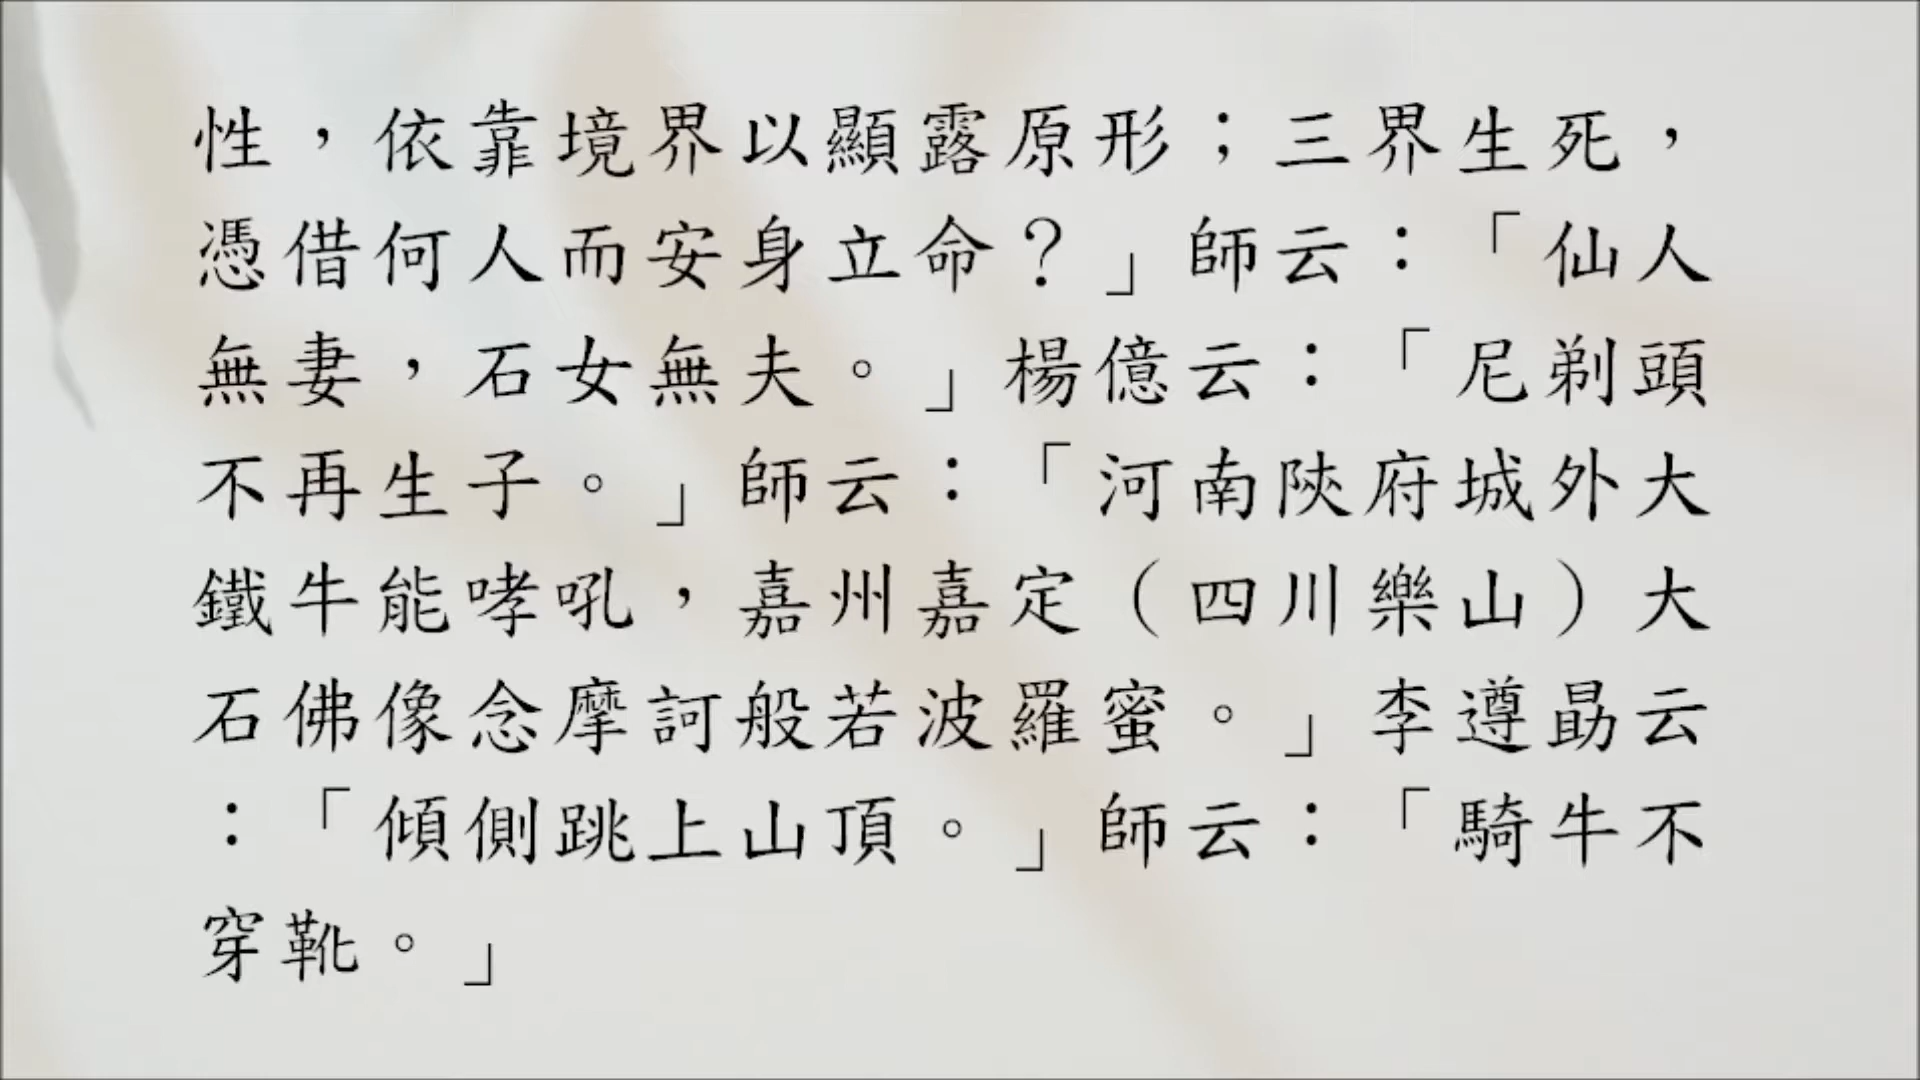 性，依靠境界以顯露原形；三界生死，
憑借何人而安身立命？」師云：「仙人
無妻，石女無夫。」楊億云：「尼剃頭
不再生子。」師云：「河南陝府城外大
鐵牛能哮吼，嘉州嘉定（四川樂山）大
石佛像念摩訶般若波羅蜜。」李遵勗云
：「傾側跳上山頂。」師云：「騎牛不
穿靴。」